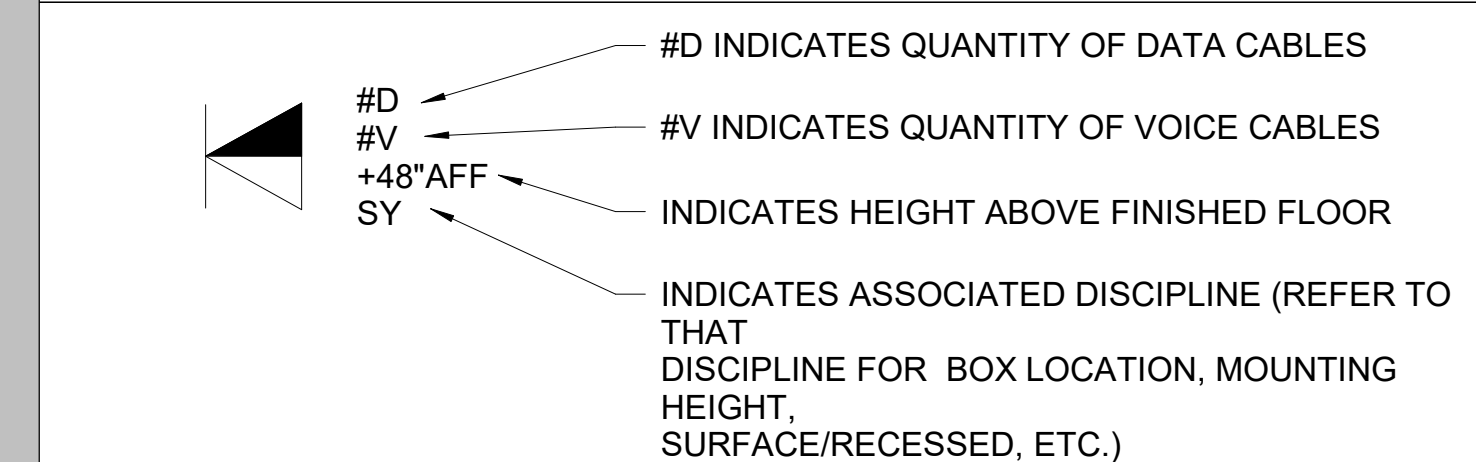 #D
#V
+48"AFF
SY
#D INDICATES QUANTITY OF DATA CABLES
#V INDICATES QUANTITY OF VOICE CABLES
INDICATES HEIGHT ABOVE FINISHED FLOOR
INDICATES ASSOCIATED DISCIPLINE (REFER TO
THAT
DISCIPLINE FOR  BOX LOCATION, MOUNTING
HEIGHT,
SURFACE/RECESSED, ETC.)